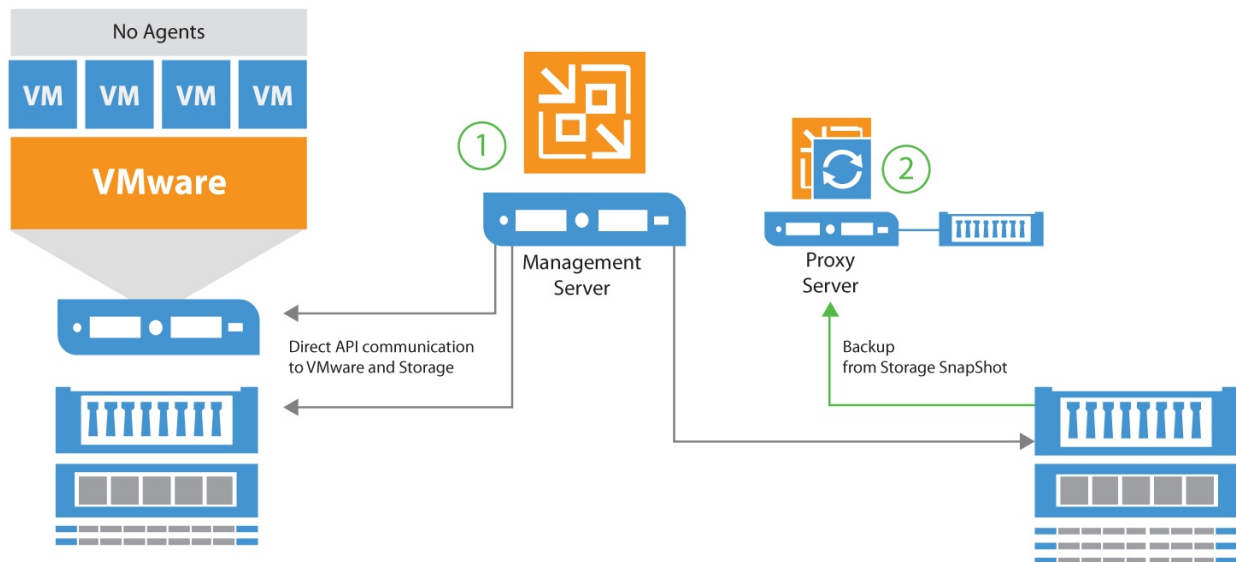 No Agents
VM VM VM VM
VMware
1
Management
Server
2
Proxy
Server
Direct API communication
to VMware and Storage
Backup
from Storage SnapShot